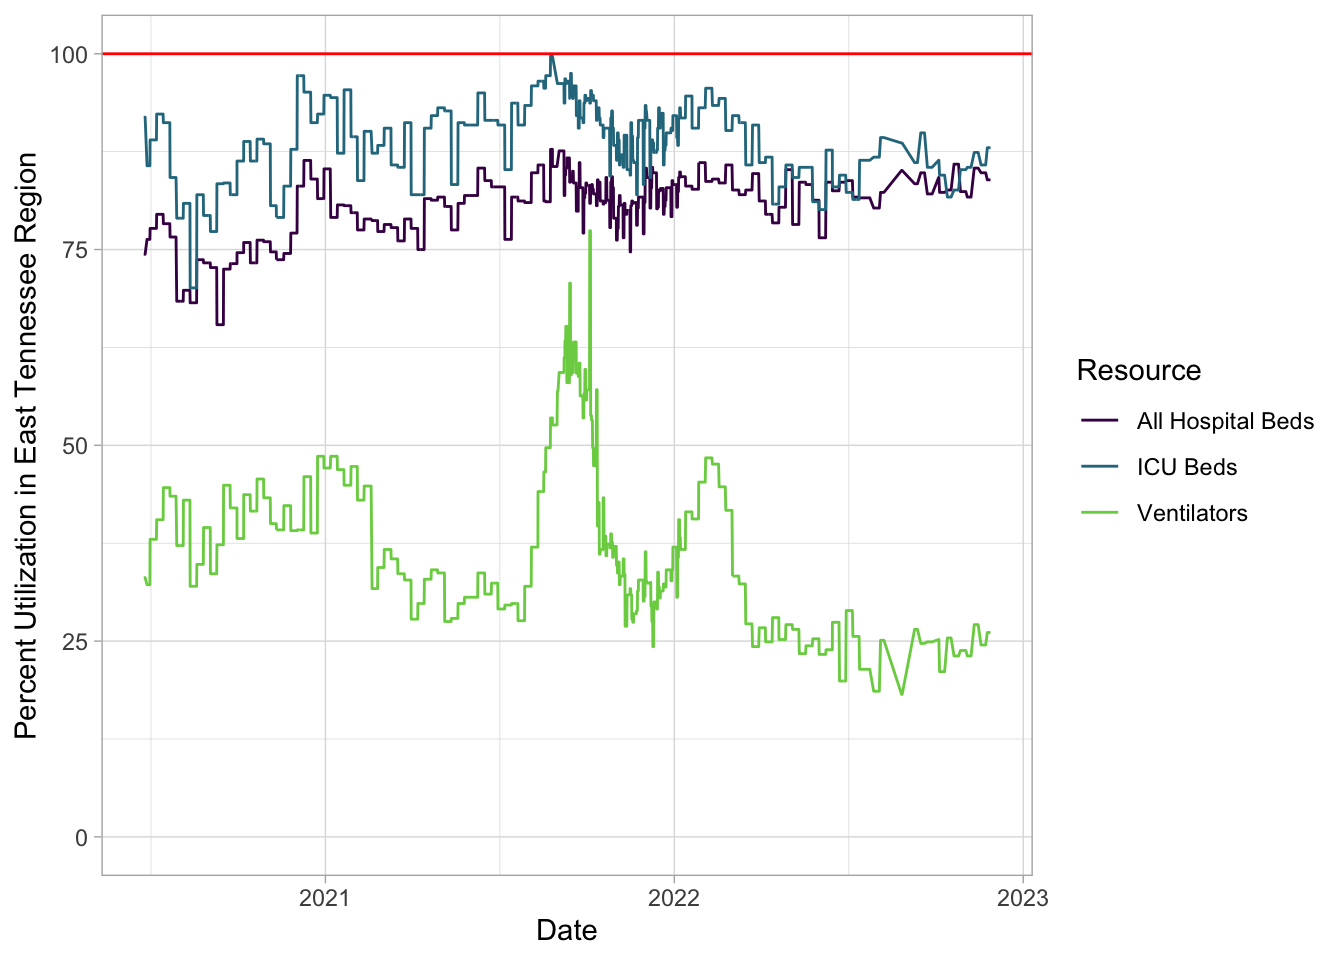 Percent Utilization in East Tennessee Region
100
75
50
25
0
2021
2022
2023
Date
Resource
All Hospital Beds
ICU Beds
Ventilators